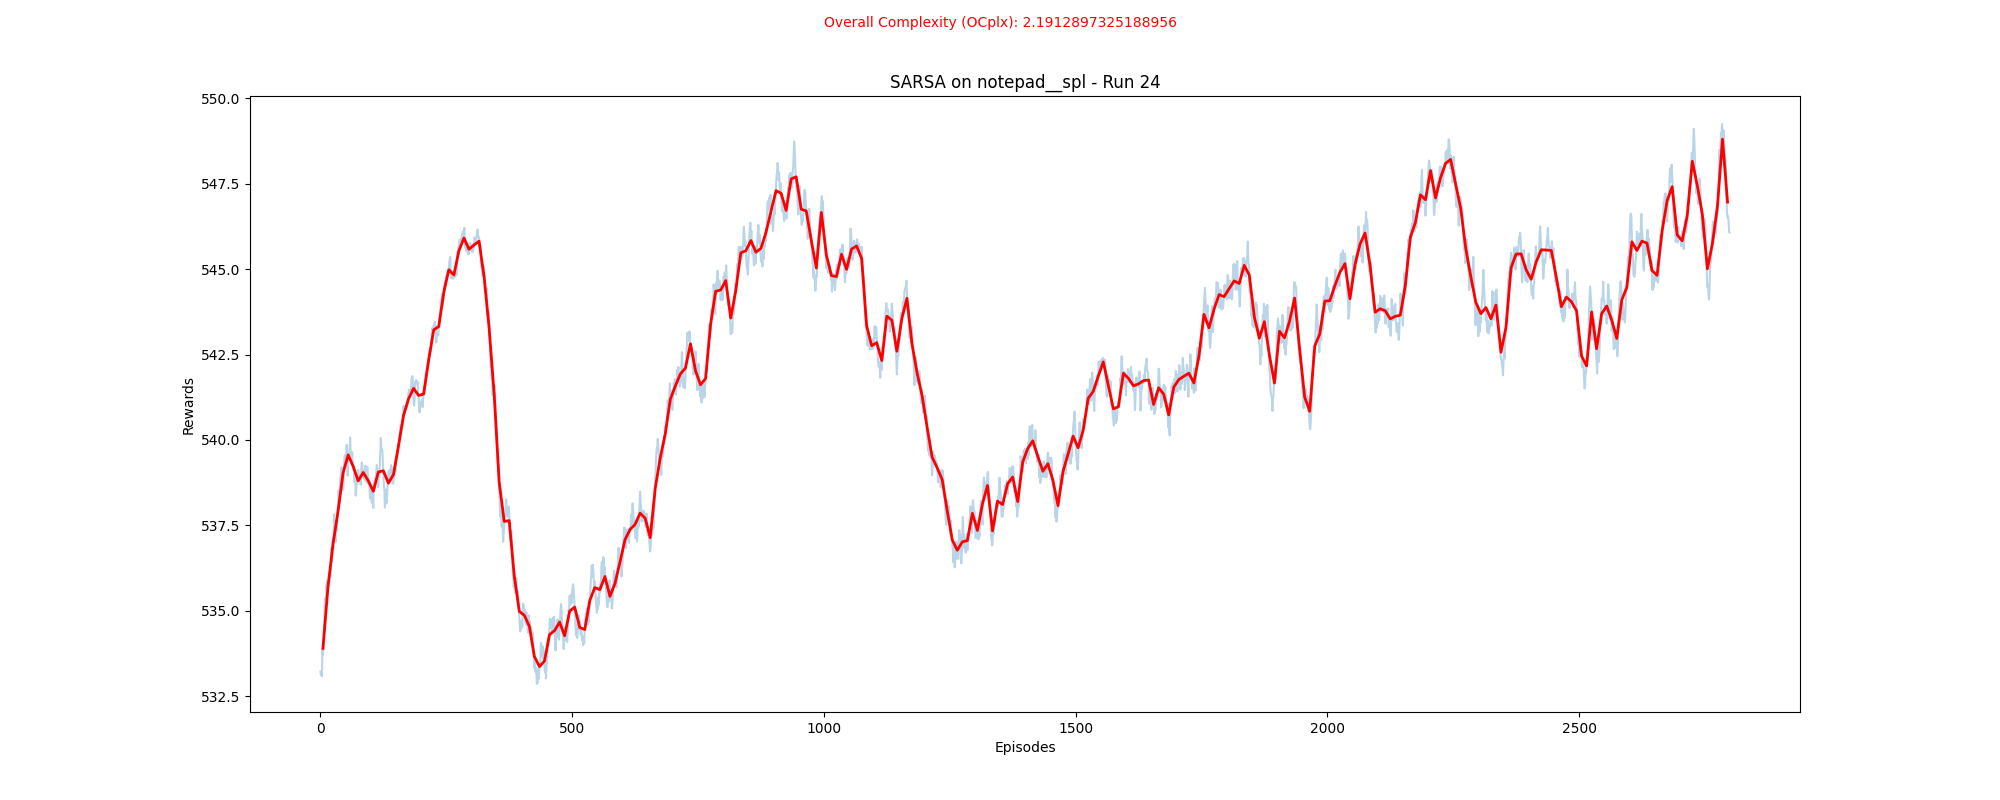 Overall Complexity (OCplx): 2.1912897325188956
SARSA on notepad__spl - Run 24
550.0
547.5
545.0
542.5
540.0
537.5
535.0
532.5
Rewards
0 500 1000 1500 2000 2500
Episodes